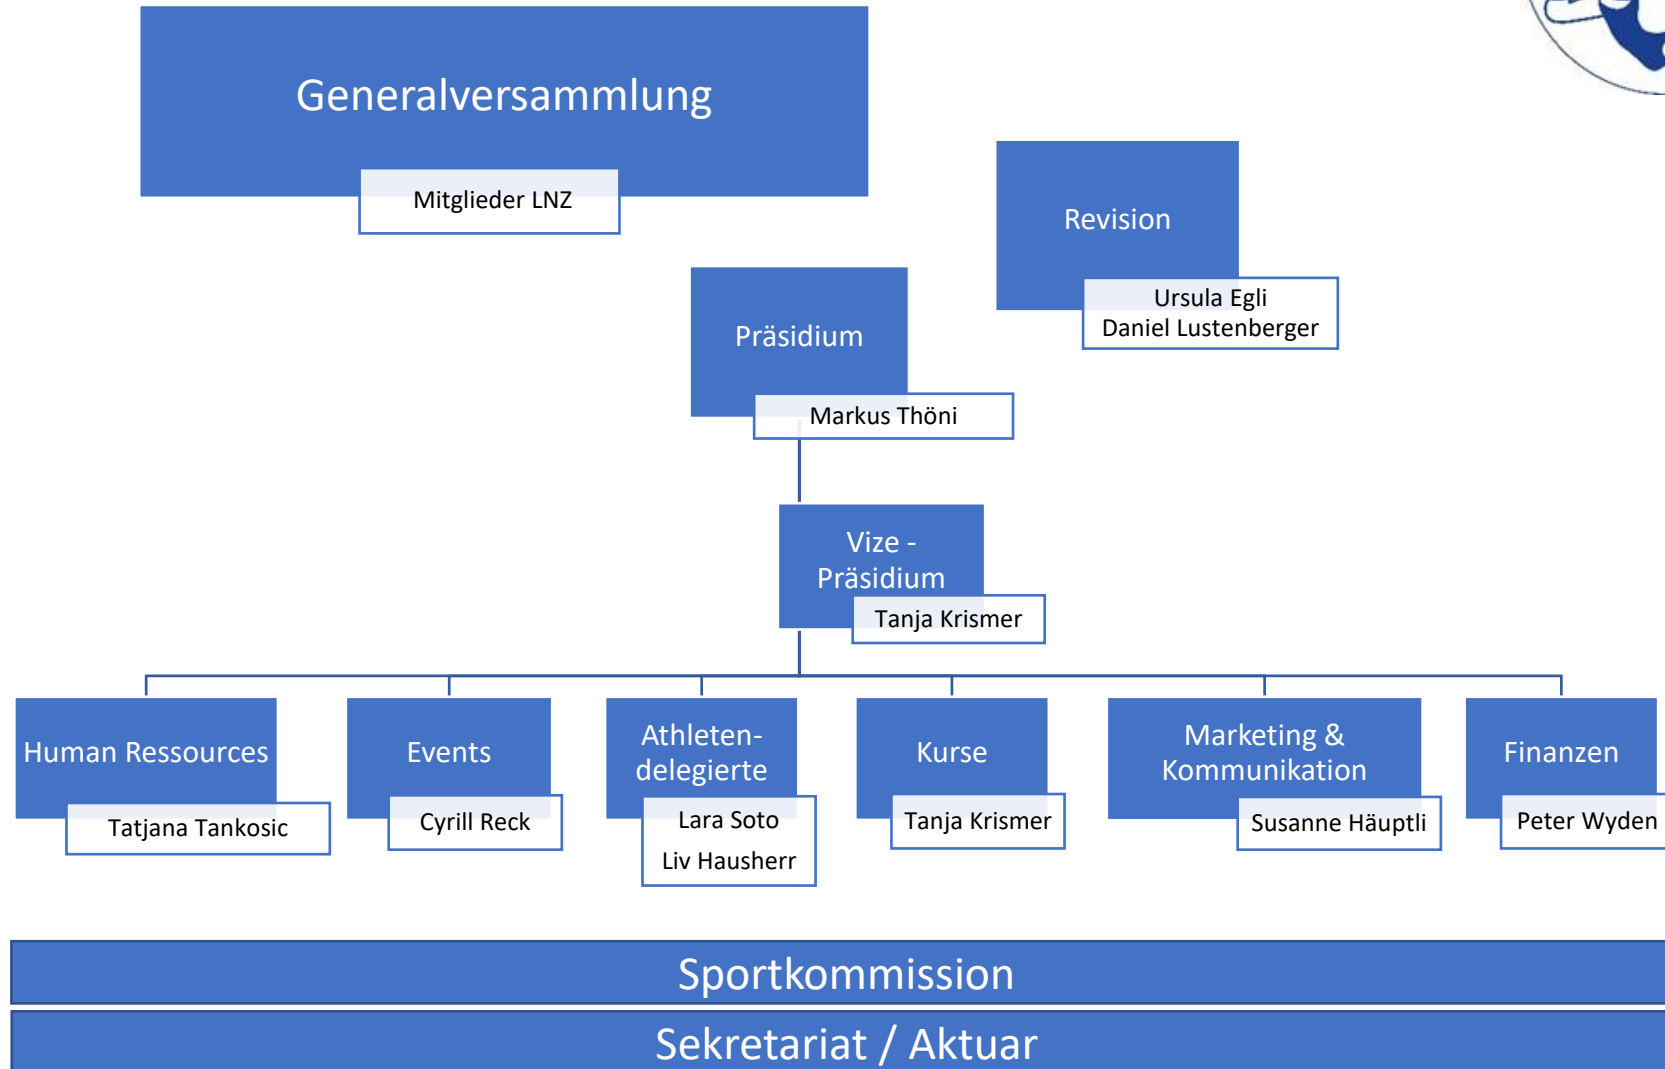 Generalversammlung
Mitglieder LNZ
Revision
Ursula Egli
Daniel Lustenberger
Präsidium
Markus Thöni
Vize -
Präsidium
Tanja Krismer
Human Ressources
Tatjana Tankosic
Events
Cyrill Reck
Athleten-
delegierte
Lara Soto
Liv Hausherr
Kurse
Tanja Krismer
Marketing &
Kommunikation
Susanne Häuptli
Finanzen
Peter Wyden
Sportkommission
Sekretariat / Aktuar